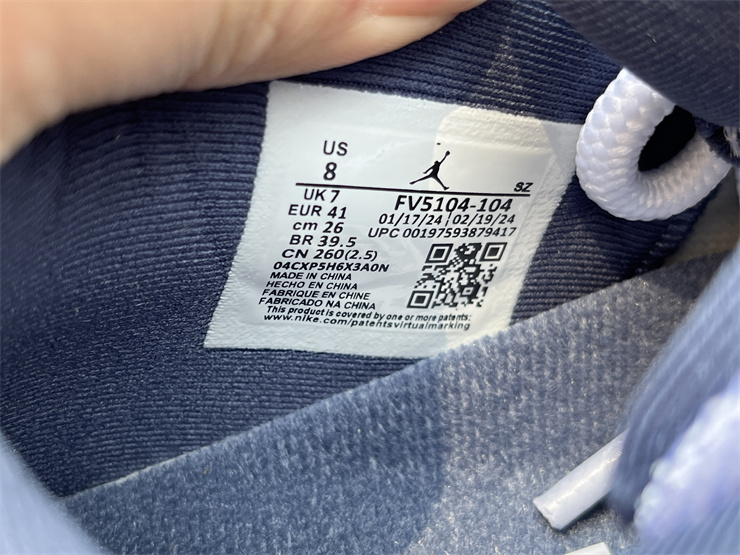 US
8
SZ
UK 7
EUR 41
cm 26
BR 39.5
CN 260(2.5)
04CXP5H6X3A0N
MADE IN CHINA
HECHO EN CHINA
FABRIQUE EN CHINE
FABRICADO NA CHINA
FV5104-104
01/17/24 02/19/24
UPC 00197593879417
This product is covered by one or more patents:
www.nike.com/patentsvirtualmarking